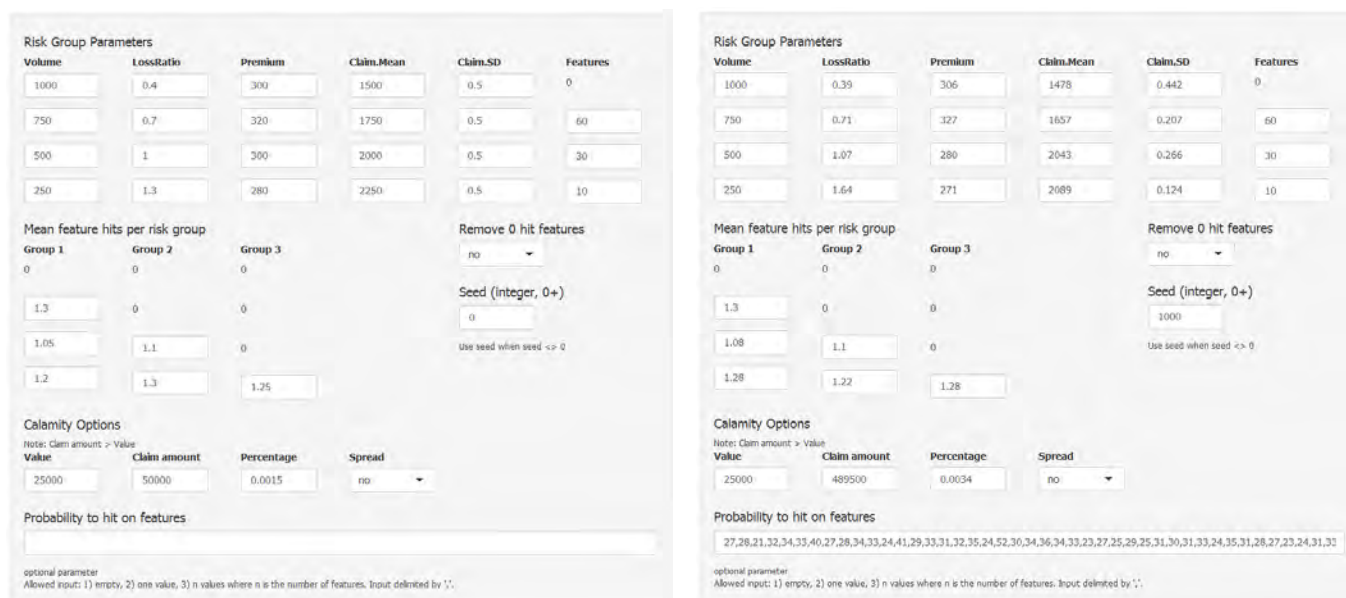 Risk Group Parameters
Volume LossRatio Premium Claim.Mean Claim.SD Features
1000 0.4 300 1500 0.5 0
750 0.7 320 1750 0.5 60
500 1 300 2000 0.5 30
250 1.3 280 2250 0.5 10
Mean feature hits per risk group Remove 0 hit features
Group 1 Group 2 Group 3 no
0 0 0
Seed (integer, 0+)
1.3 0 0 0
1.05 1.1 0 Use seed when seed <> 0
1.2 1.3 1.25
Calamity Options
Note: Claim amount > Value
Value Claim amount Percentage Spread
25000 50000 0.0015 no
Probability to hit on features
optional parameter
Allowed input: 1) empty, 2) one value, 3) n values where n is the number of features. Input delimited by ','.
Risk Group Parameters
Volume LossRatio Premium Claim.Mean Claim.SD Features
1000 0.39 306 1478 0.442 0
750 0.71 327 1657 0.207 60
500 1.07 280 2043 0.266 30
250 1.64 271 2089 0.124 10
Mean feature hits per risk group Remove 0 hit features
Group 1 Group 2 Group 3 no
0 0 0
Seed (integer, 0+)
1.3 0 0 1000
1.08 1.1 0 Use seed when seed <> 0
1.28 1.22 1.28
Calamity Options
Note: Claim amount > Value
Value Claim amount Percentage Spread
25000 489500 0.0034 no
Probability to hit on features
27,28,21,32,34,33,40,27,28,34,33,24,41,29,33,31,32,35,24,52,30,34,36,34,33,23,27,25,29,25,31,30,31,33,24,35,31,28,27,23,24,31,33
optional parameter
Allowed input: 1) empty, 2) one value, 3) n values where n is the number of features. Input delimited by ','.